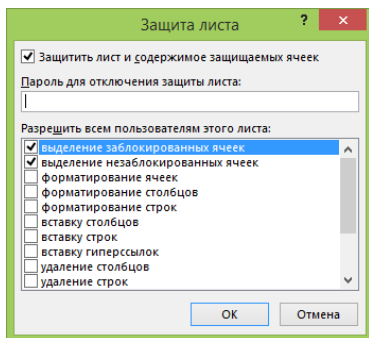 Защита листа
?
×
Защитить лист и содержимое защищаемых ячеек
Пароль для отключения защиты листа:
Разрешить всем пользователям этого листа:
выделение заблокированных ячеек
выделение незаблокированных ячеек
форматирование ячеек
форматирование столбцов
форматирование строк
вставку столбцов
вставку строк
вставку гиперссылок
удаление столбцов
удаление строк
ОК
Отмена